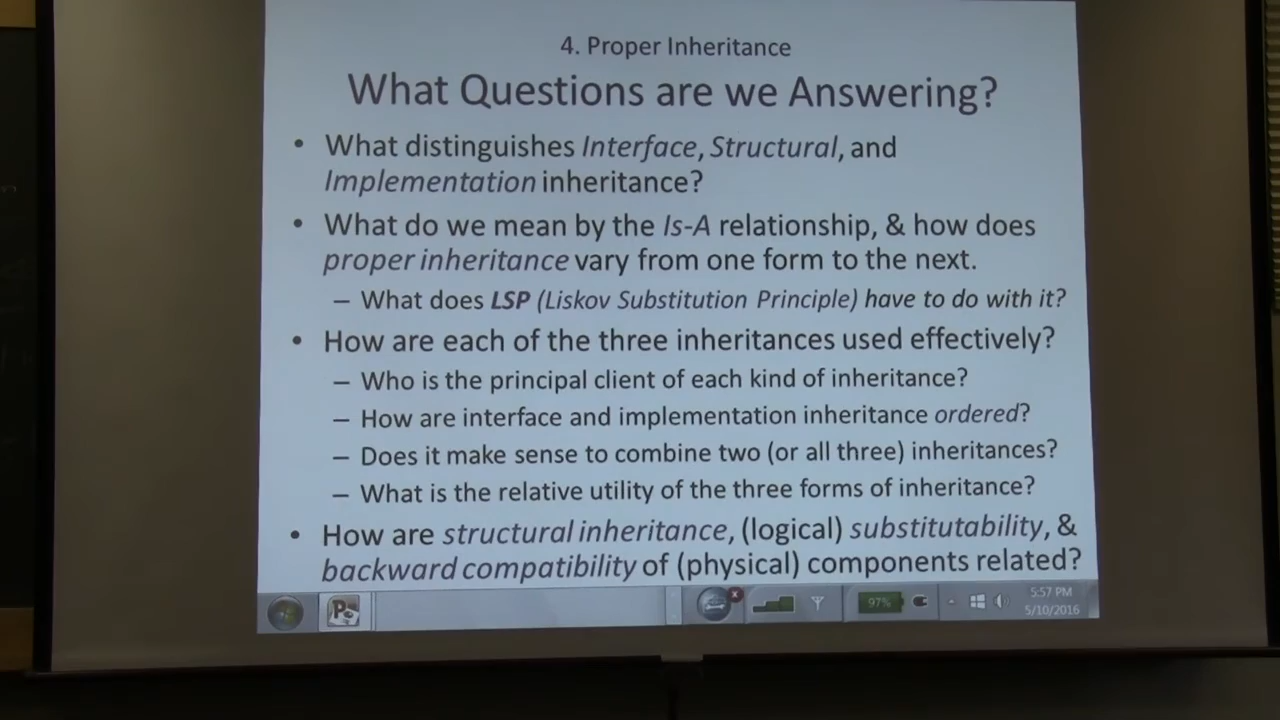 4. Proper Inheritance
What Questions are we Answering?
• What distinguishes Interface, Structural, and
Implementation inheritance?
• What do we mean by the Is-A relationship, & how does
proper inheritance vary from one form to the next.
– What does LSP (Liskov Substitution Principle) have to do with it?
• How are each of the three inheritances used effectively?
– Who is the principal client of each kind of inheritance?
– How are interface and implementation inheritance ordered?
– Does it make sense to combine two (or all three) inheritances?
– What is the relative utility of the three forms of inheritance?
• How are structural inheritance, (logical) substitutability, &
backward compatibility of (physical) components related?
97%
5:57 PM
5/10/2016